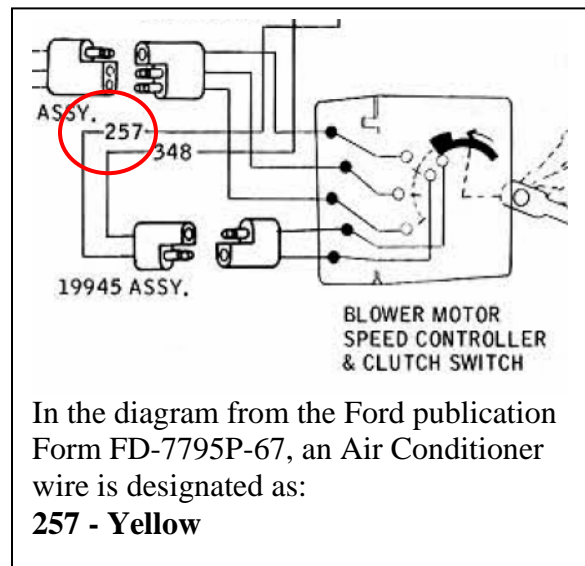 ASSY.
257
348
19945 ASSY.
BLOWER MOTOR
SPEED CONTROLLER
& CLUTCH SWITCH
In the diagram from the Ford publication
Form FD-7795P-67, an Air Conditioner
wire is designated as:
257 - Yellow